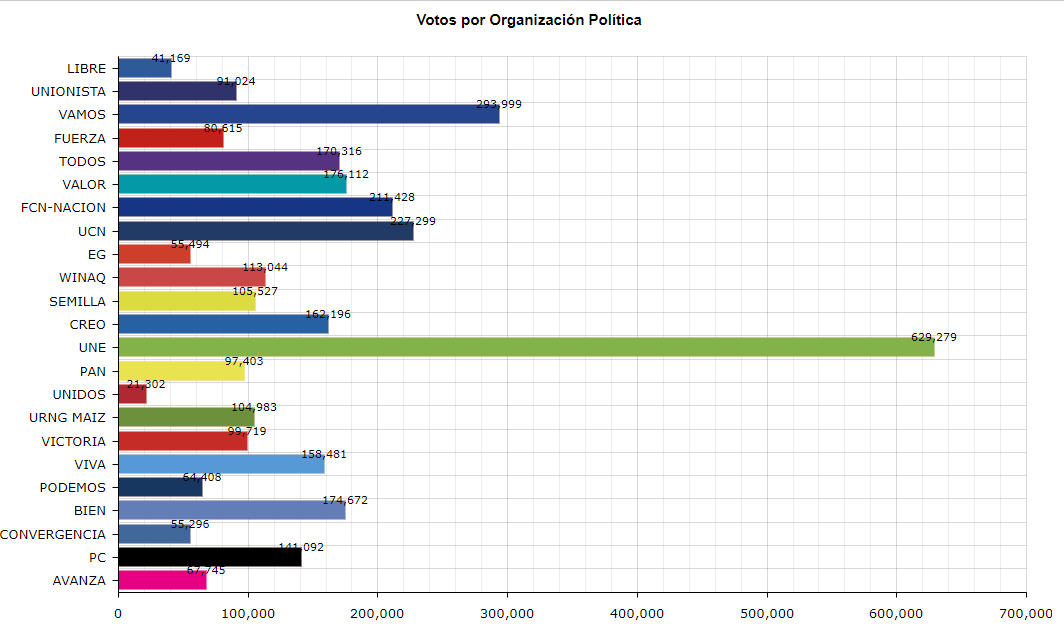 Votos por Organización Política
LIBRE 41,169
UNIONISTA 91,024
VAMOS 293,999
FUERZA 80,615
TODOS 170,316
VALOR 176,112
FCN-NACION 211,428
UCN 227,299
EG 55,494
WINAQ 113,044
SEMILLA 105,527
CREO 162,196
UNE 629,279
PAN 97,403
UNIDOS 21,302
URNG MAIZ 104,983
VICTORIA 99,719
VIVA 158,481
PODEMOS 64,408
BIEN 174,672
CONVERGENCIA 55,296
PC 141,092
AVANZA 67,745
0 100,000 200,000 300,000 400,000 500,000 600,000 700,000